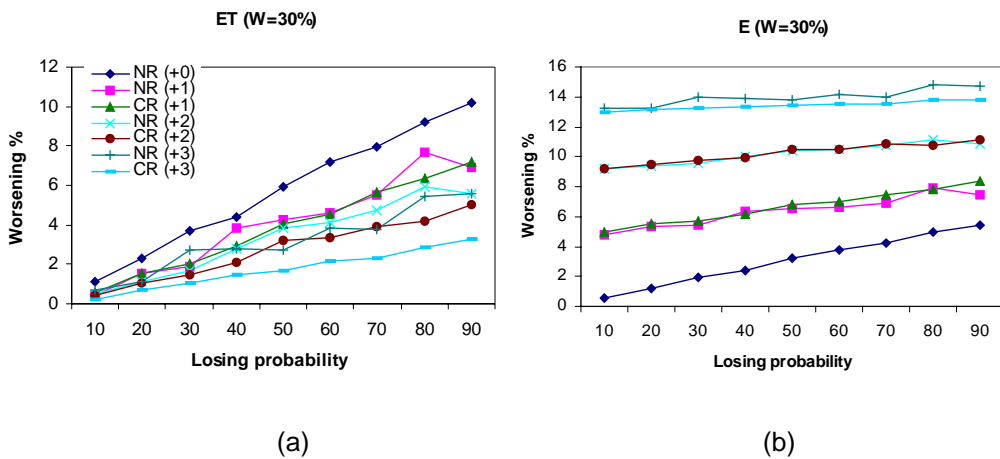 ET (W=30%)
Worsening %
12
10
8
6
4
2
0
NR (+0)
NR (+1)
CR (+1)
NR (+2)
CR (+2)
NR (+3)
CR (+3)
10 20 30 40 50 60 70 80 90
Losing probability
(a)
E (W=30%)
Worsening %
16
14
12
10
8
6
4
2
0
10 20 30 40 50 60 70 80 90
Losing probability
(b)